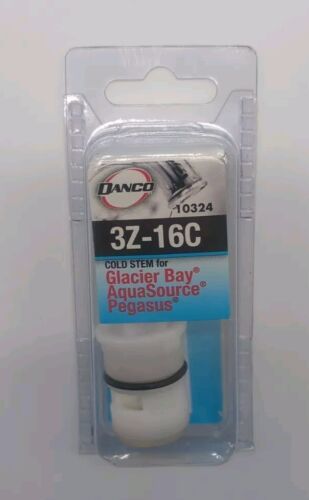 DANCO
10324
3Z-16C
COLD STEM for
Glacier Bay®
AquaSource®
Pegasus®